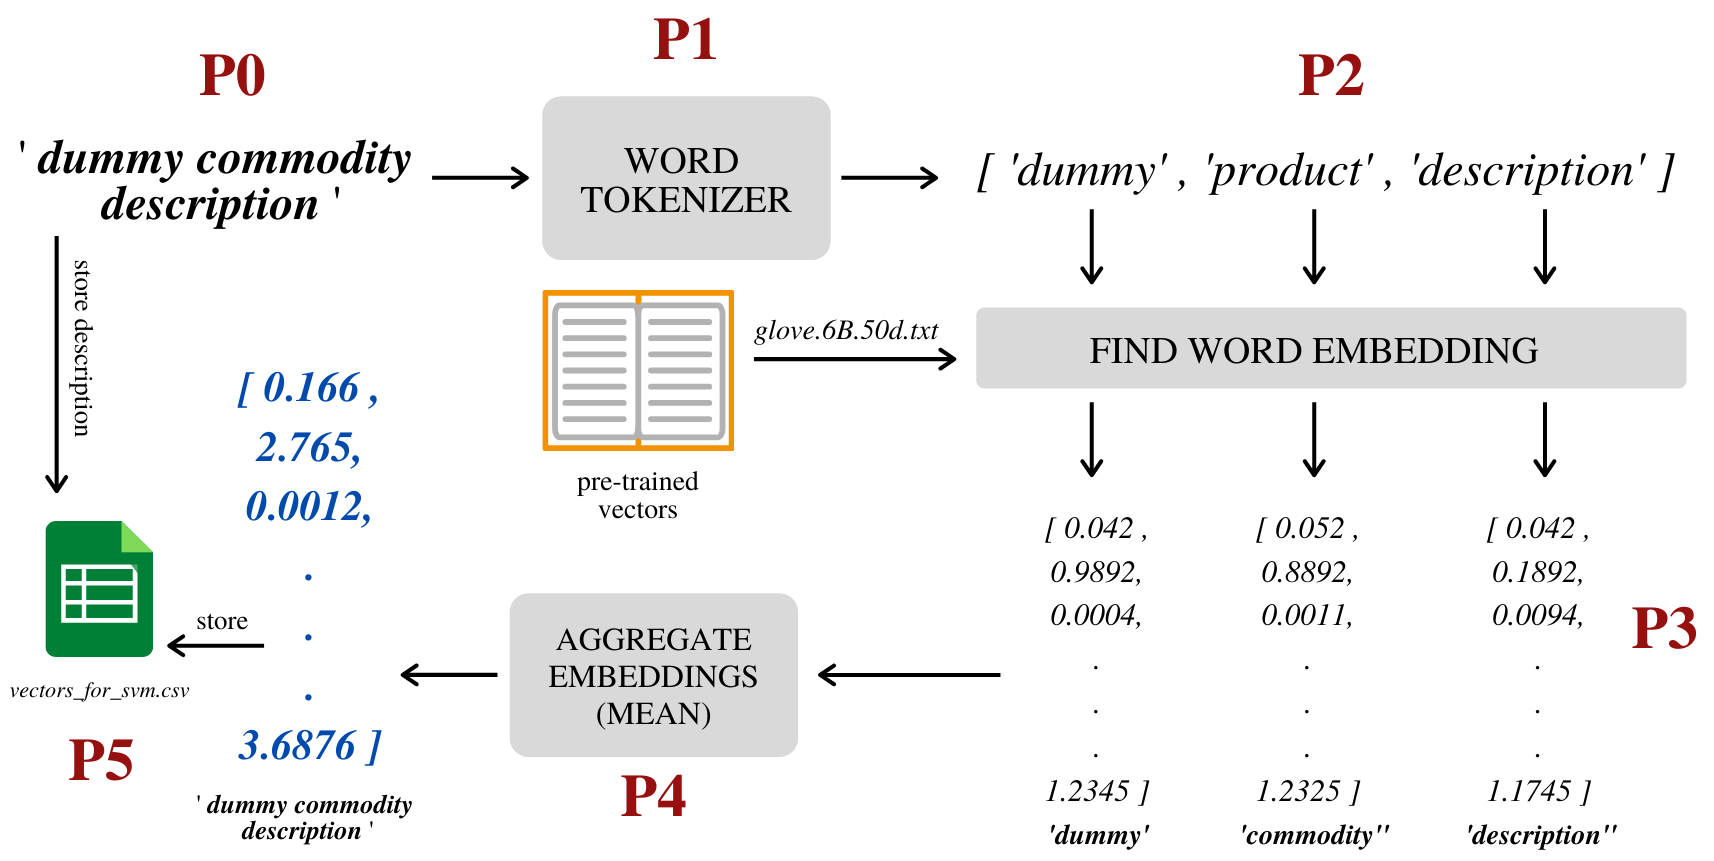 P0
' dummy commodity
description '
P1
WORD
TOKENIZER
P2
[ 'dummy' , 'product' , 'description' ]
store description
glove.6B.50d.txt
pre-trained
vectors
FIND WORD EMBEDDING
[ 0.042 ,
0.9892,
0.0004,
.
.
.
1.2345 ]
'dummy'
[ 0.052 ,
0.8892,
0.0011,
.
.
.
1.2325 ]
'commodity''
[ 0.042 ,
0.1892,
0.0094,
.
.
.
1.1745 ]
'description''
P3
AGGREGATE
EMBEDDINGS
(MEAN)
P4
[ 0.166 ,
2.765,
0.0012,
.
.
.
3.6876 ]
' dummy commodity
description '
store
vectors_for_svm.csv
P5